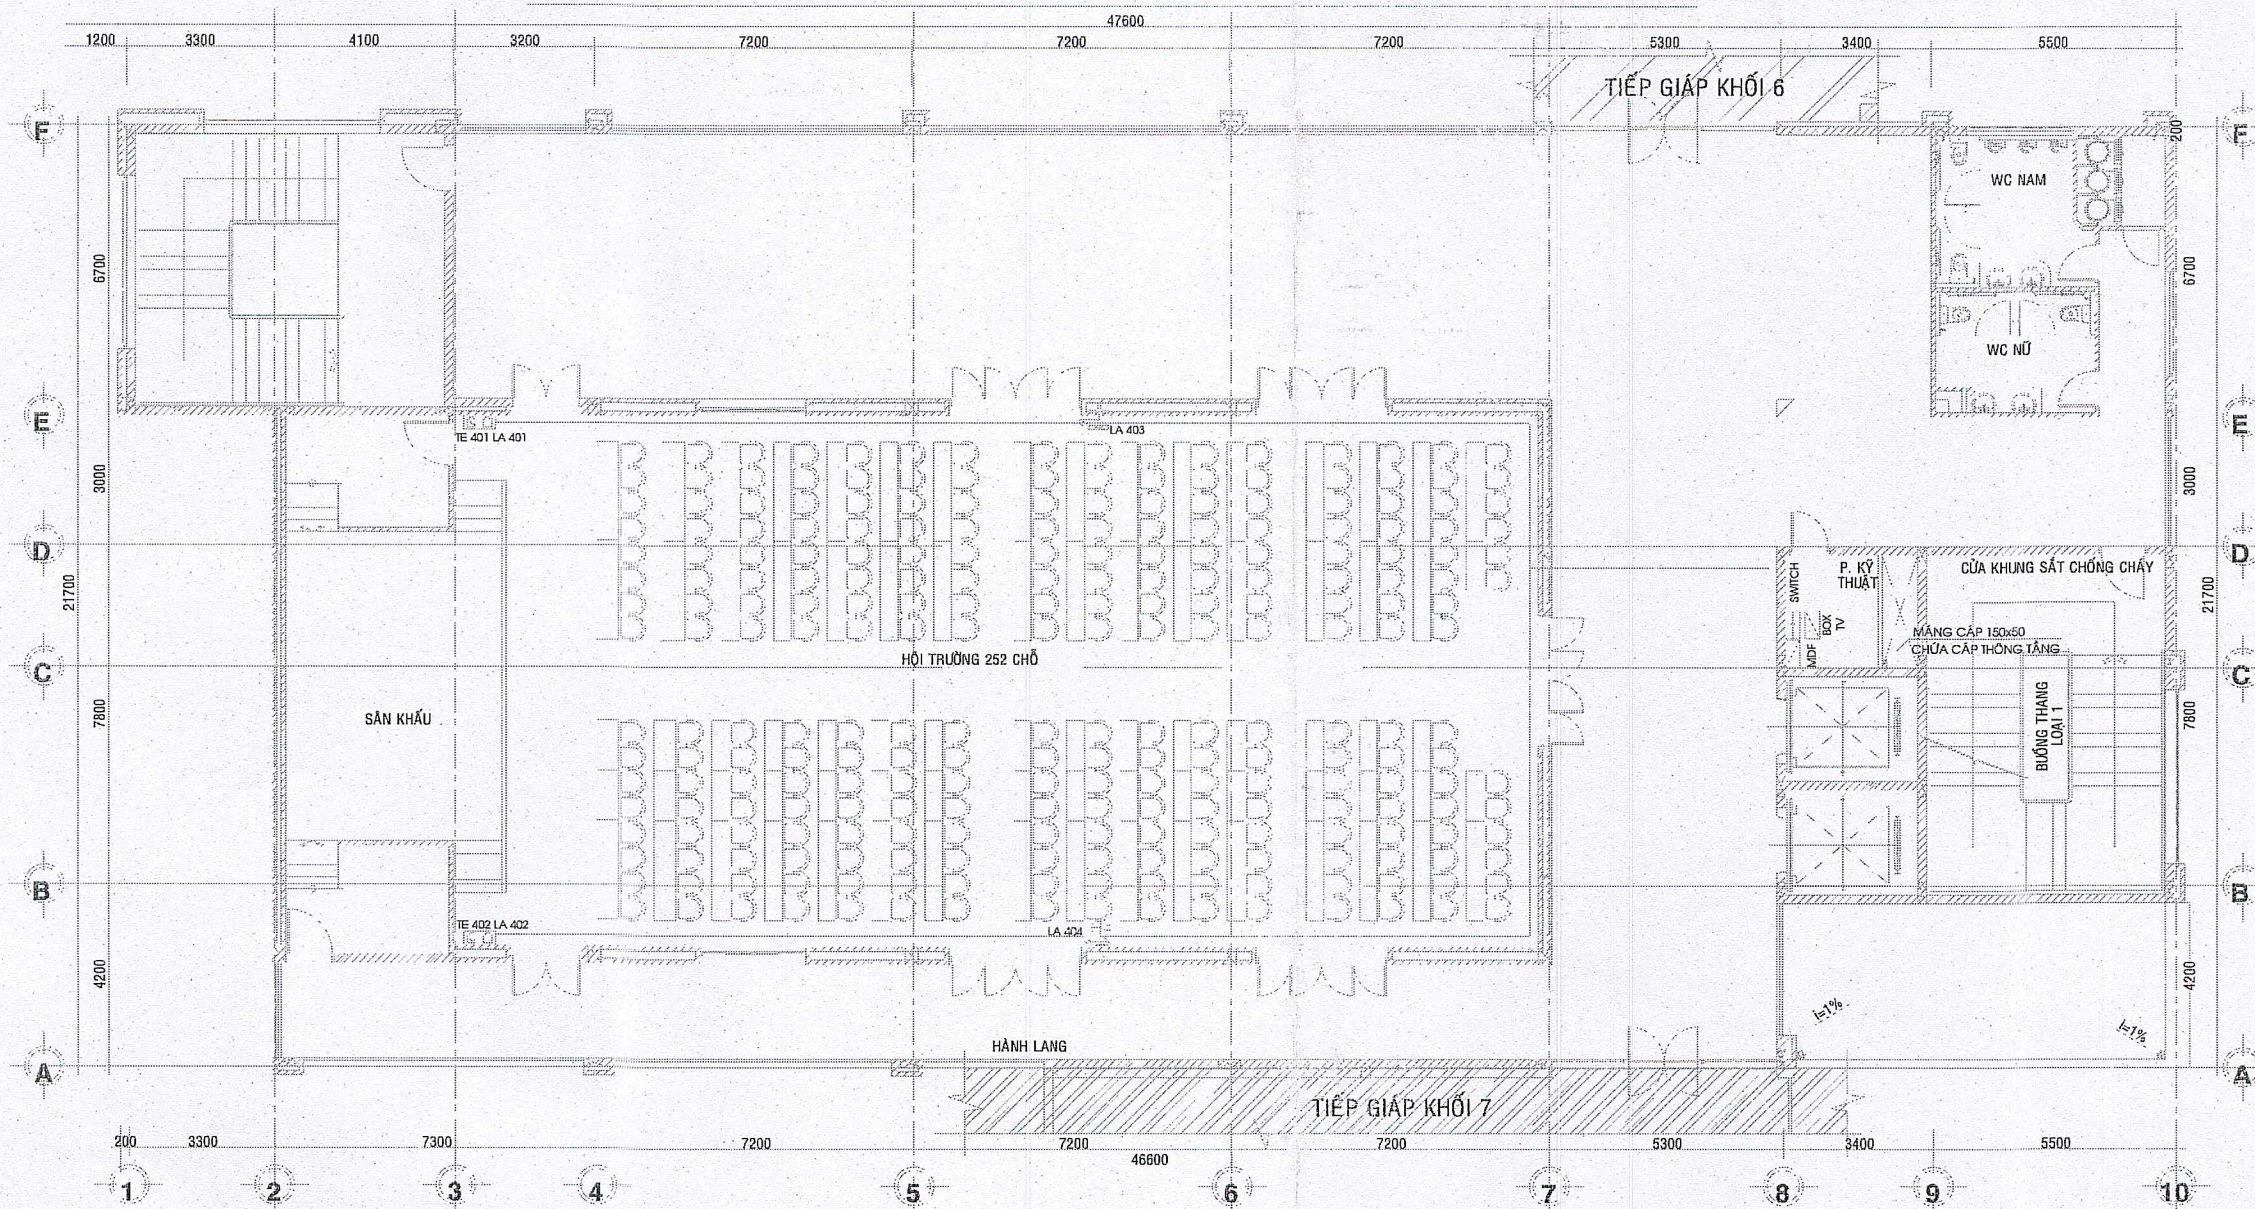 47600
1200 3300 4100 3200 7200 7200 7200 5300 3400 5500
TIẾP GIÁP KHỐI 6
F F
200
WC NAM
6700 6700
WC NỮ
E E
TE 401 LA 401
LA 403
3000 3000
D D
SWITCH
P. KỸ
THUẬT
CỬA KHUNG SẮT CHỐNG CHÁY
21700 21700
BOX
TV
MDF
MÁNG CÁP 150x50
CHỨA CÁP THÔNG TẦNG
HỘI TRƯỜNG 252 CHỖ
C C
SÂN KHẤU
7800 7800
BUỒNG THANG
LOẠI 1
B B
TE 402 LA 402
LA 404
4200 4200
i=1%
i=1%
HÀNH LANG
A A
TIẾP GIÁP KHỐI 7
200 3300 7300 7200 7200 7200 5300 3400 5500
46600
1 2 3 4 5 6 7 8 9 10